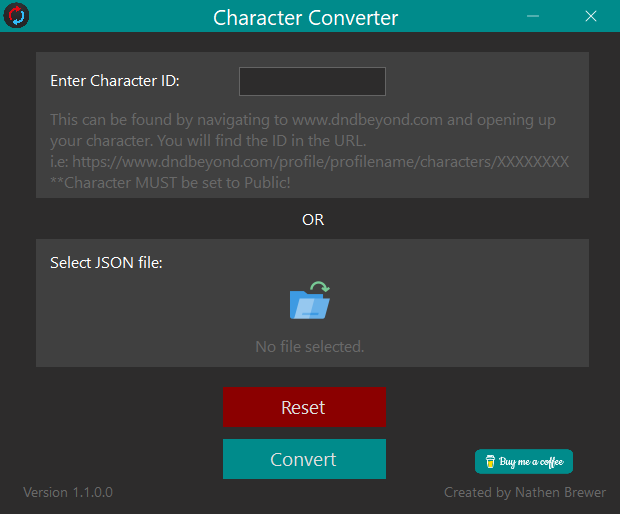 Character Converter
Enter Character ID:
This can be found by navigating to www.dndbeyond.com and opening up
your character. You will find the ID in the URL.
i.e: https://www.dndbeyond.com/profile/profilename/characters/XXXXXXXX
**Character MUST be set to Public!
OR
Select JSON file:
No file selected.
Reset
Convert
Buy me a coffee
Version 1.1.0.0
Created by Nathen Brewer